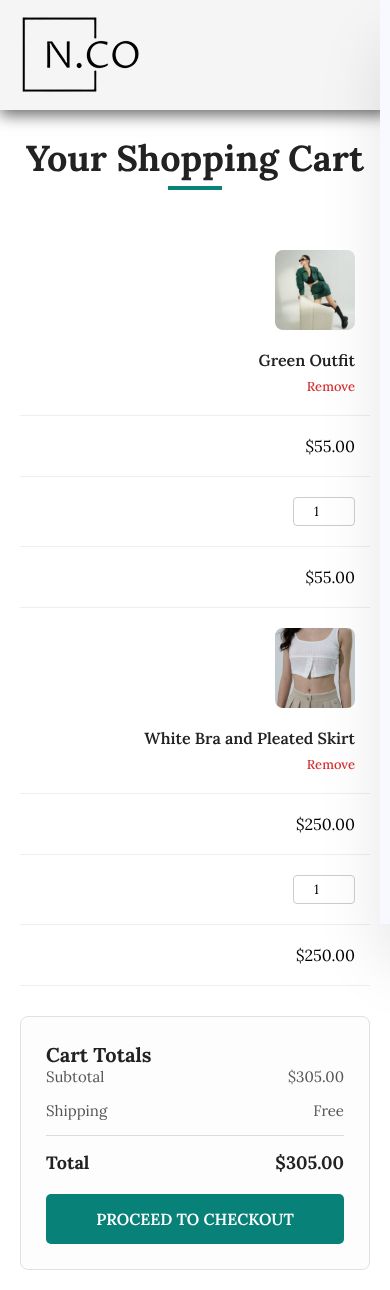 N.CO
Your Shopping Cart
Green Outfit
Remove
$55.00
1
$55.00
White Bra and Pleated Skirt
Remove
$250.00
1
$250.00
Cart Totals
Subtotal $305.00
Shipping Free
Total $305.00
PROCEED TO CHECKOUT